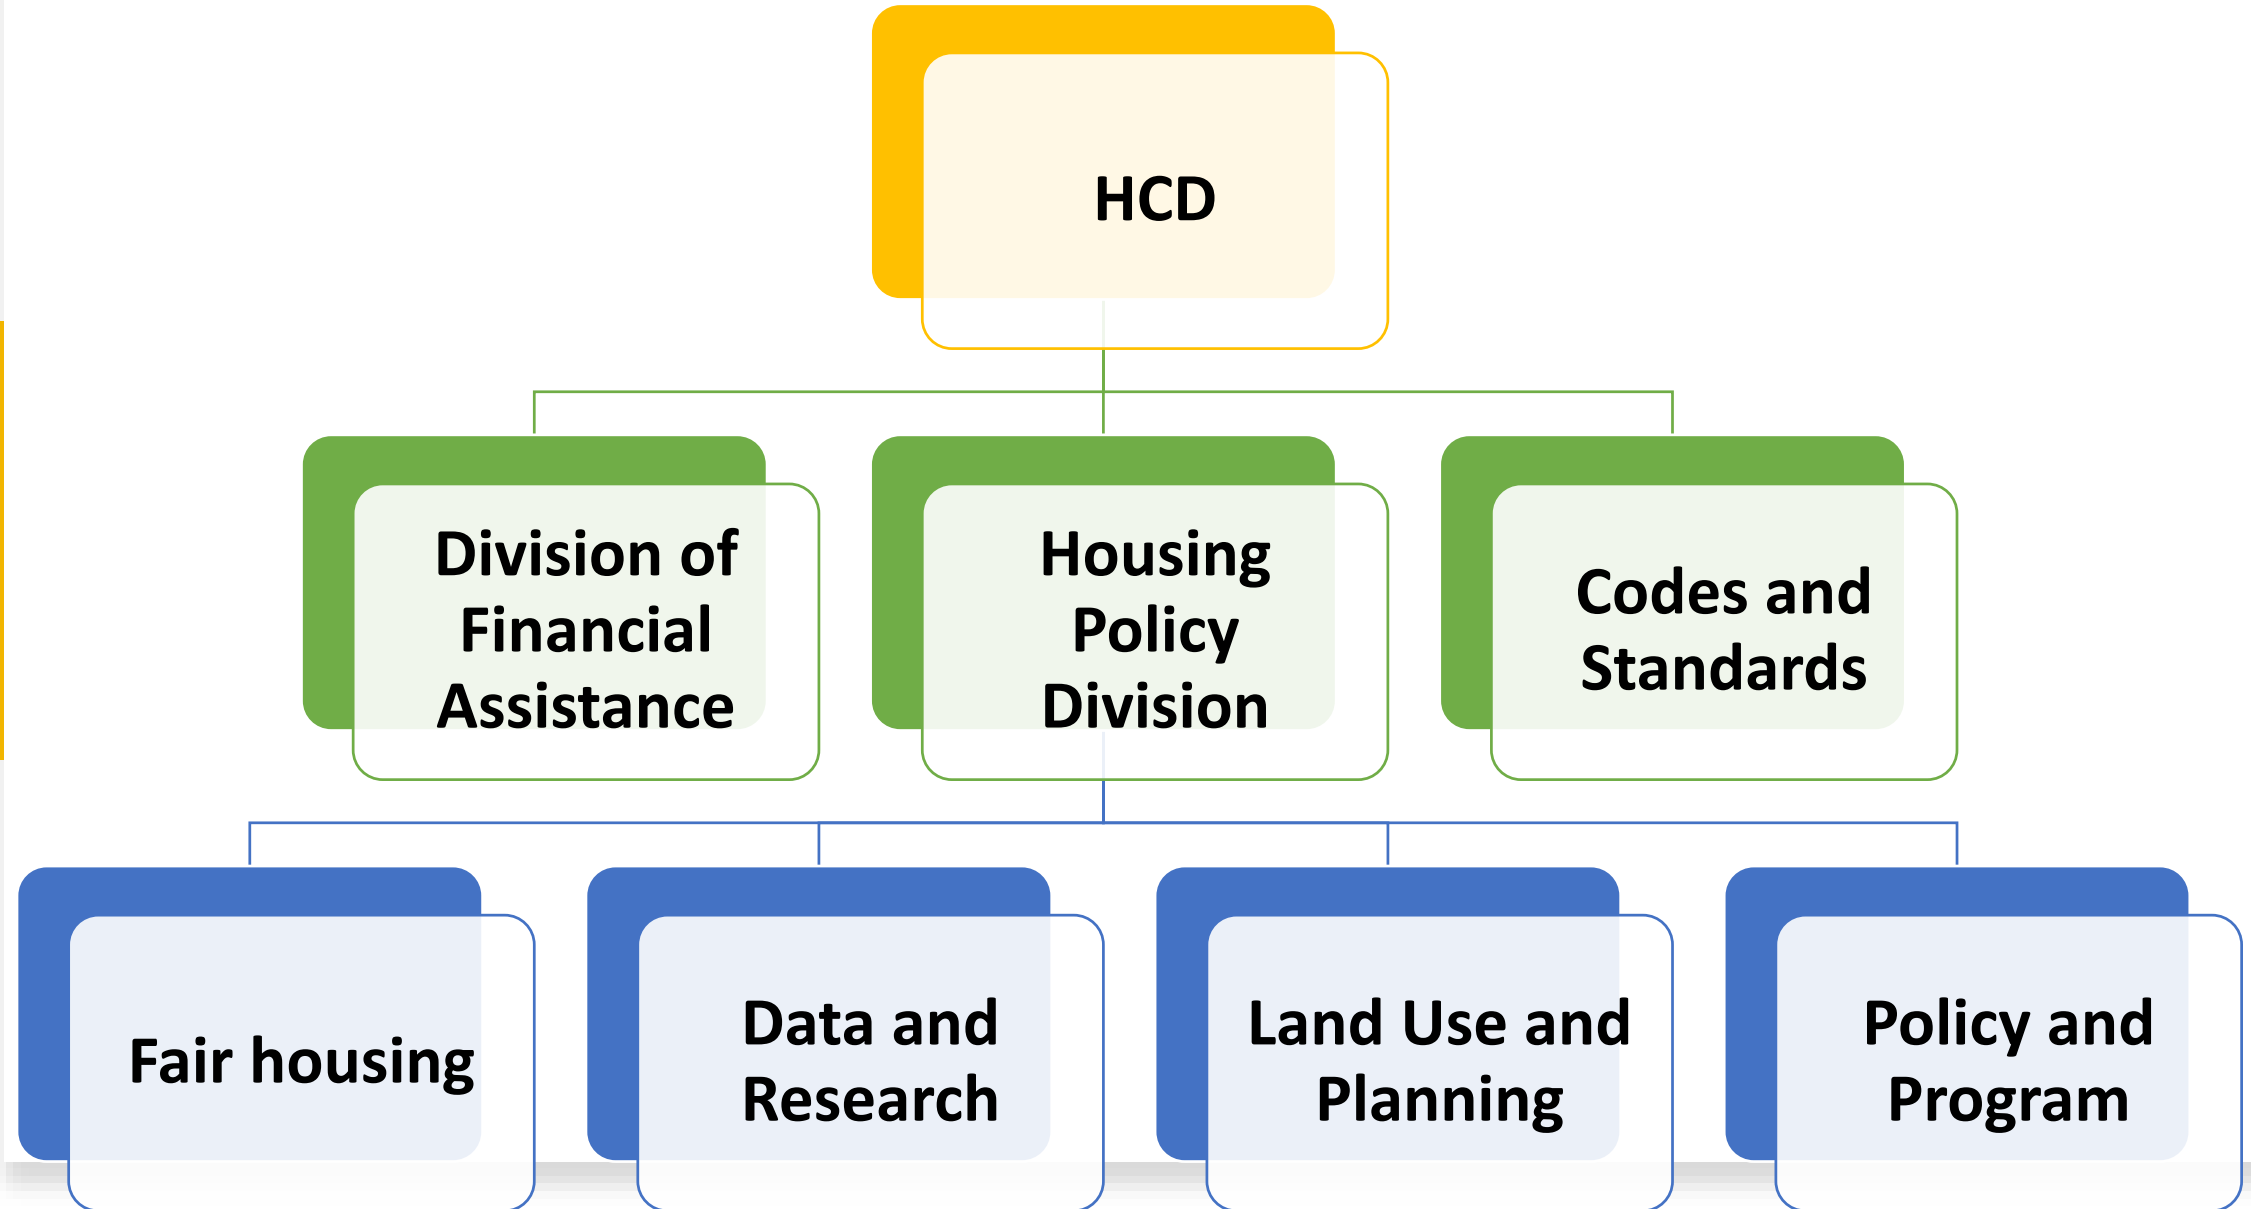 HCD
Division of
Financial
Assistance
Housing
Policy
Division
Codes and
Standards
Fair housing
Data and
Research
Land Use and
Planning
Policy and
Program